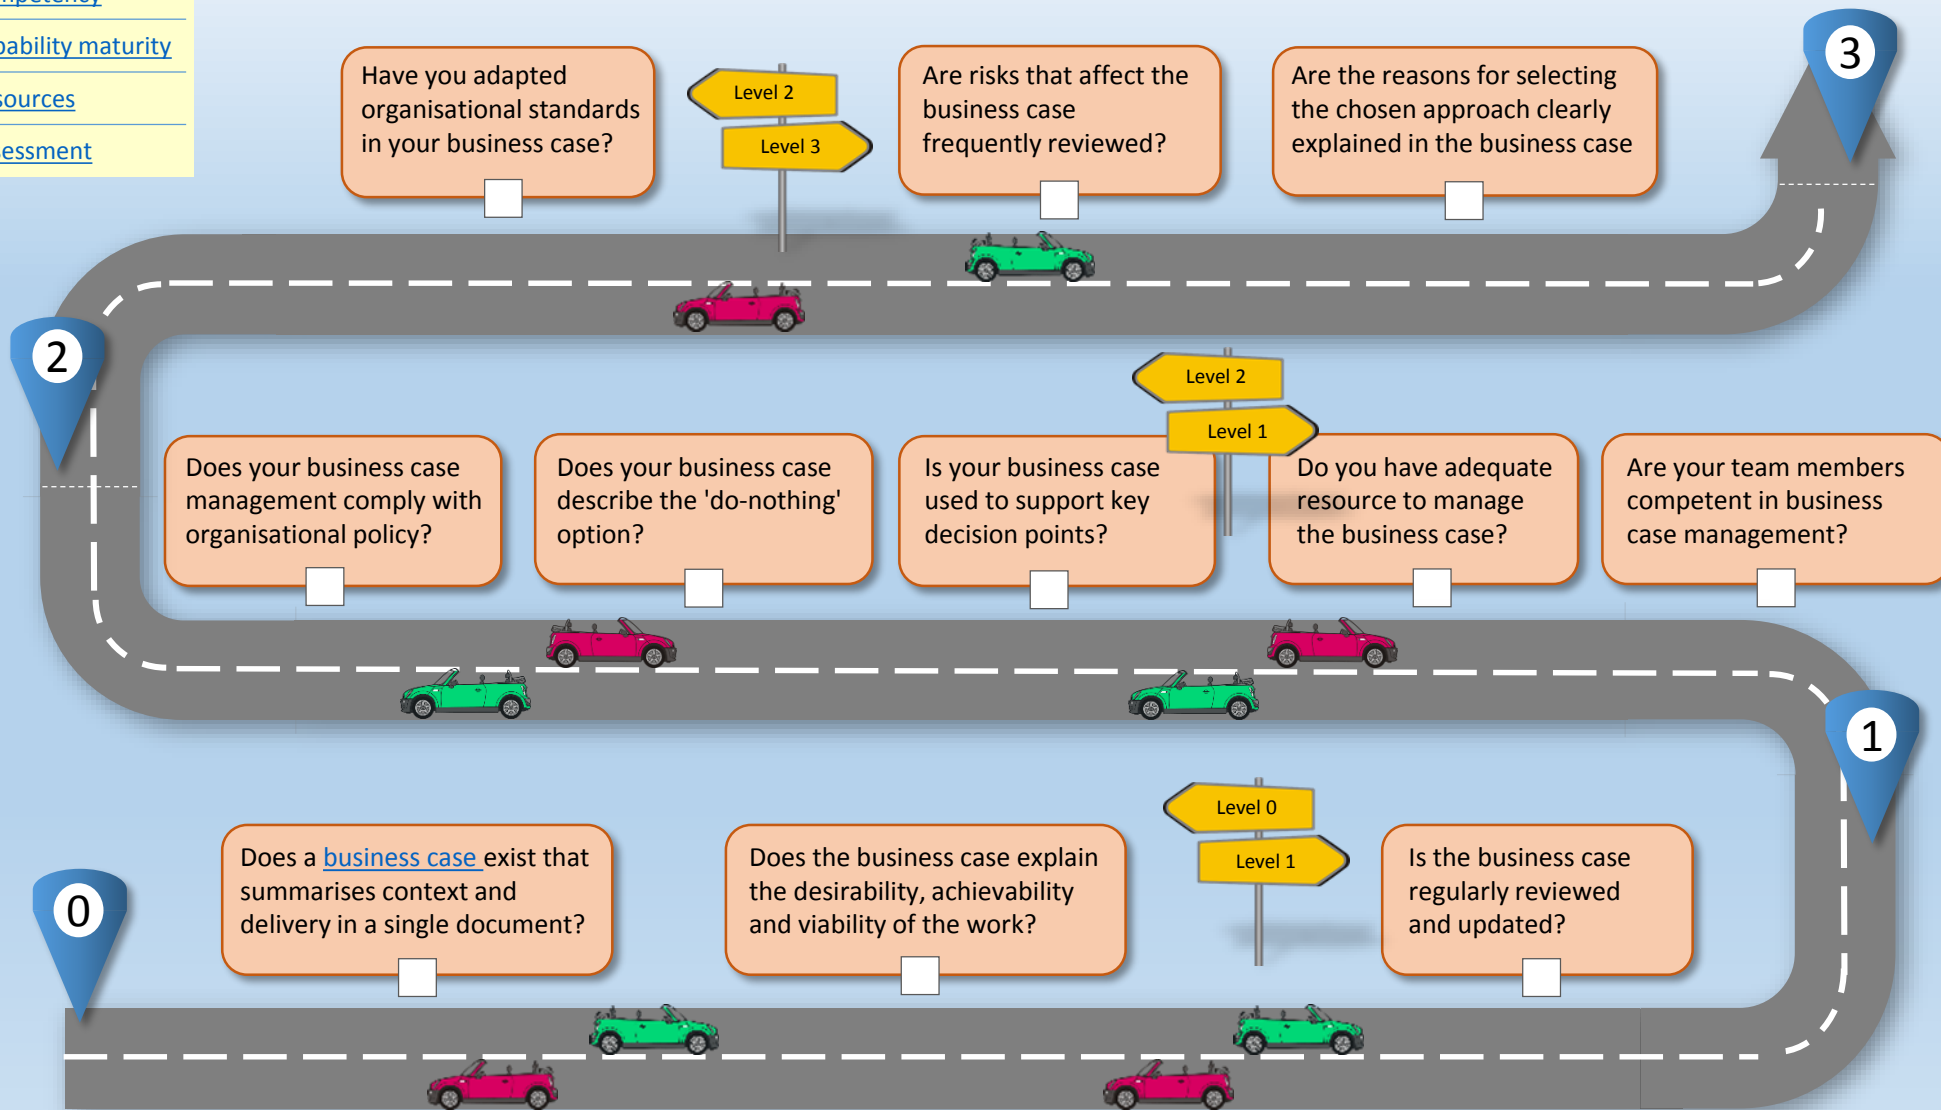 Have you adapted
organisational standards
in your business case?
Level 2
Level 3
Are risks that affect the
business case
frequently reviewed?
Are the reasons for selecting
the chosen approach clearly
explained in the business case
3
2
Level 2
Level 1
Does your business case
management comply with
organisational policy?
Does your business case
describe the 'do-nothing'
option?
Is your business case
used to support key
decision points?
Do you have adequate
resource to manage
the business case?
Are your team members
competent in business
case management?
1
Level 0
Level 1
0
Does a business case exist that
summarises context and
delivery in a single document?
Does the business case explain
the desirability, achievability
and viability of the work?
Is the business case
regularly reviewed
and updated?
maturity